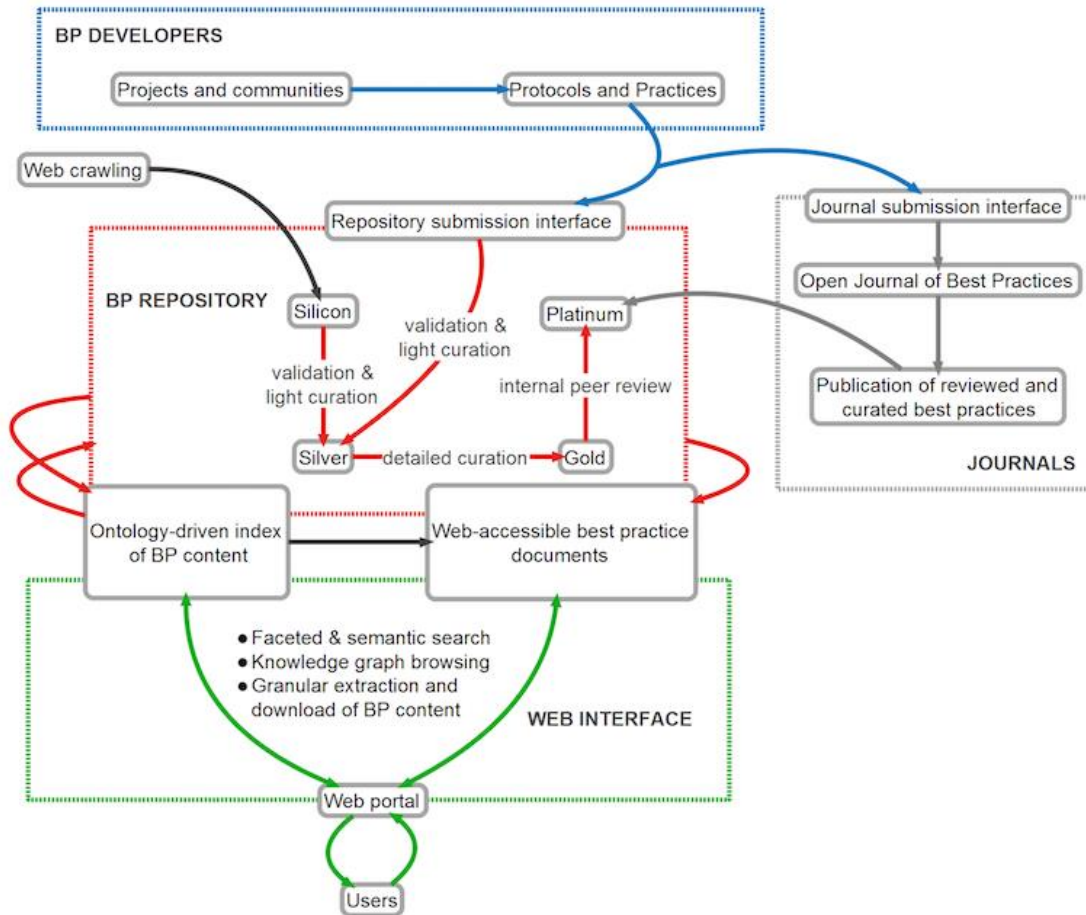 BP DEVELOPERS
Projects and communities
Protocols and Practices
Web crawling
Repository submission interface
Journal submission interface
BP REPOSITORY
Open Journal of Best Practices
Silicon
Platinum
validation &
light curation
validation &
light curation
internal peer review
Publication of reviewed and
curated best practices
Silver
detailed curation
Gold
JOURNALS
Ontology-driven index
of BP content
Web-accessible best practice
documents
● Faceted & semantic search
● Knowledge graph browsing
● Granular extraction and
download of BP content
WEB INTERFACE
Web portal
Users